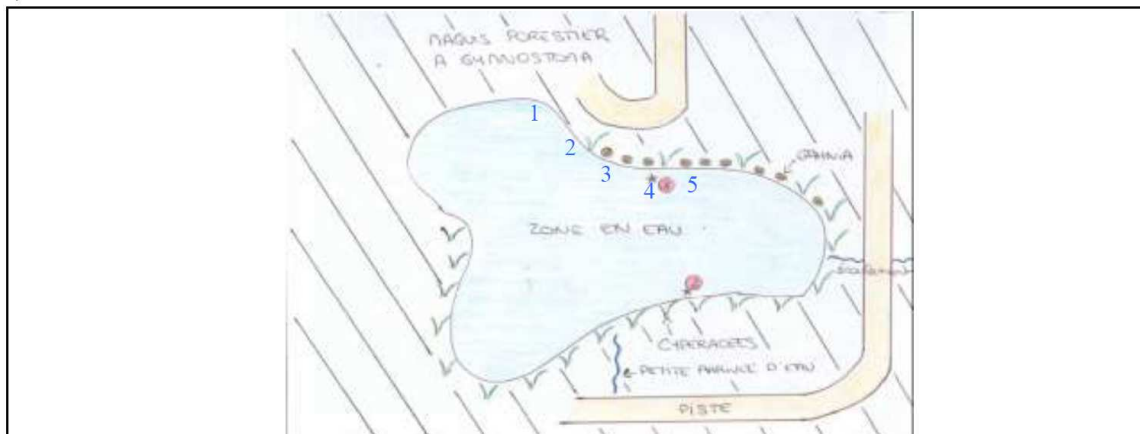 MAQUIS FORESTIER
A GYMNOSTOMA
1
2
3
4
5
GAHNIA
ZONE EN EAU
CYPERACEES
PETITE ARRIVEE D'EAU
PISTE